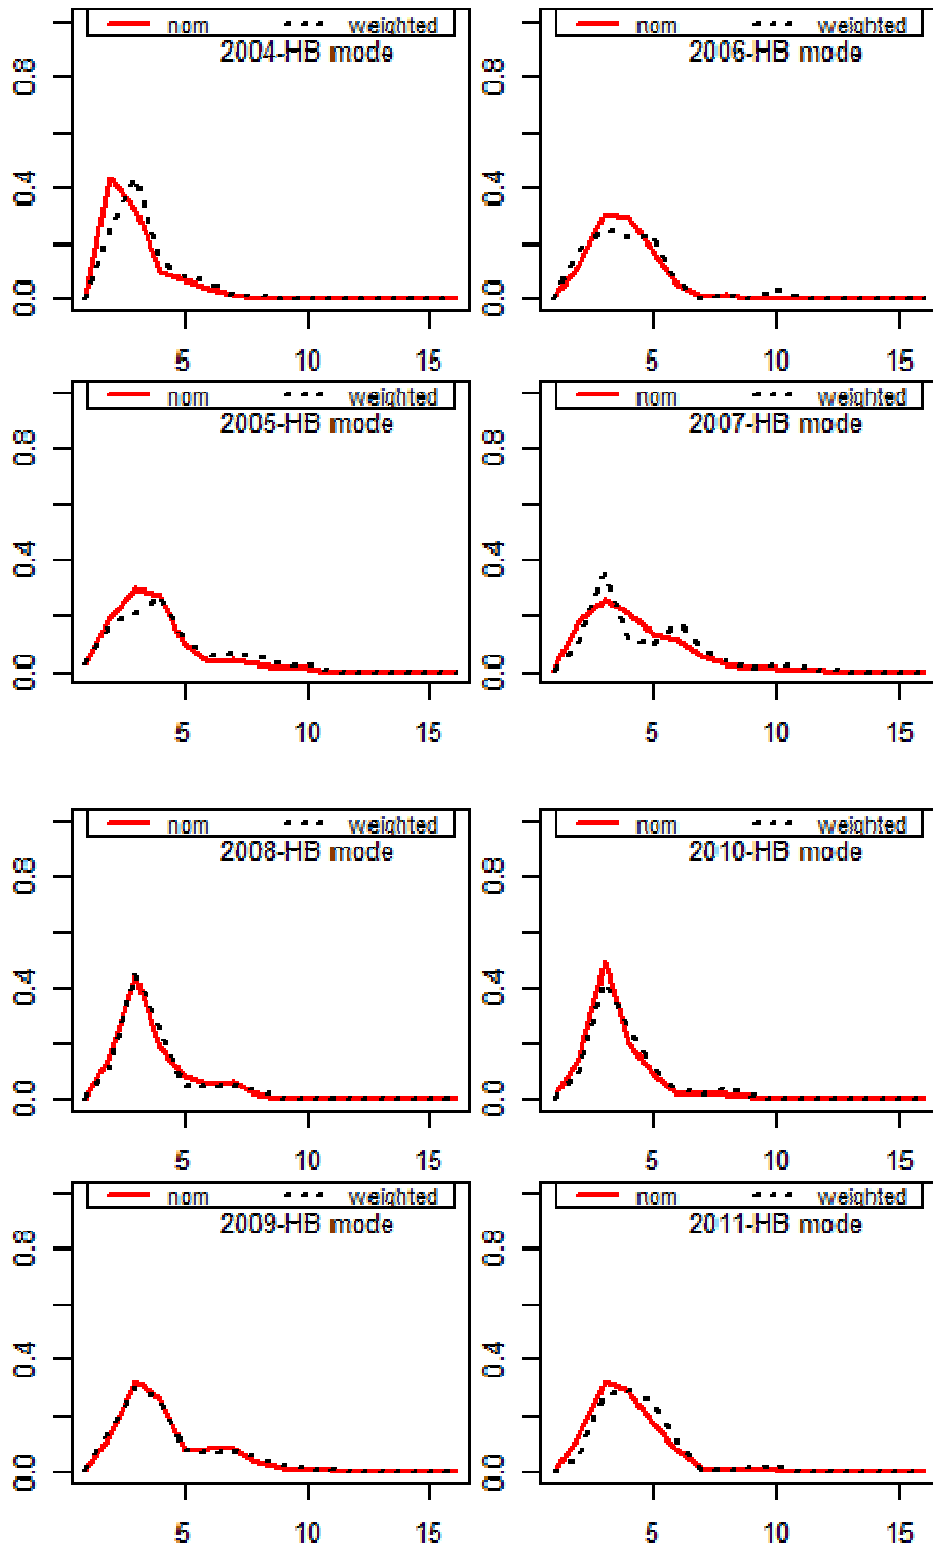 nom weighted
2004-HB mode
0.0 0.4 0.8
5 10 15
nom weighted
2006-HB mode
0.0 0.4 0.8
5 10 15
nom weighted
2005-HB mode
0.0 0.4 0.8
5 10 15
nom weighted
2007-HB mode
0.0 0.4 0.8
5 10 15
nom weighted
2008-HB mode
0.0 0.4 0.8
5 10 15
nom weighted
2010-HB mode
0.0 0.4 0.8
5 10 15
nom weighted
2009-HB mode
0.0 0.4 0.8
5 10 15
nom weighted
2011-HB mode
0.0 0.4 0.8
5 10 15